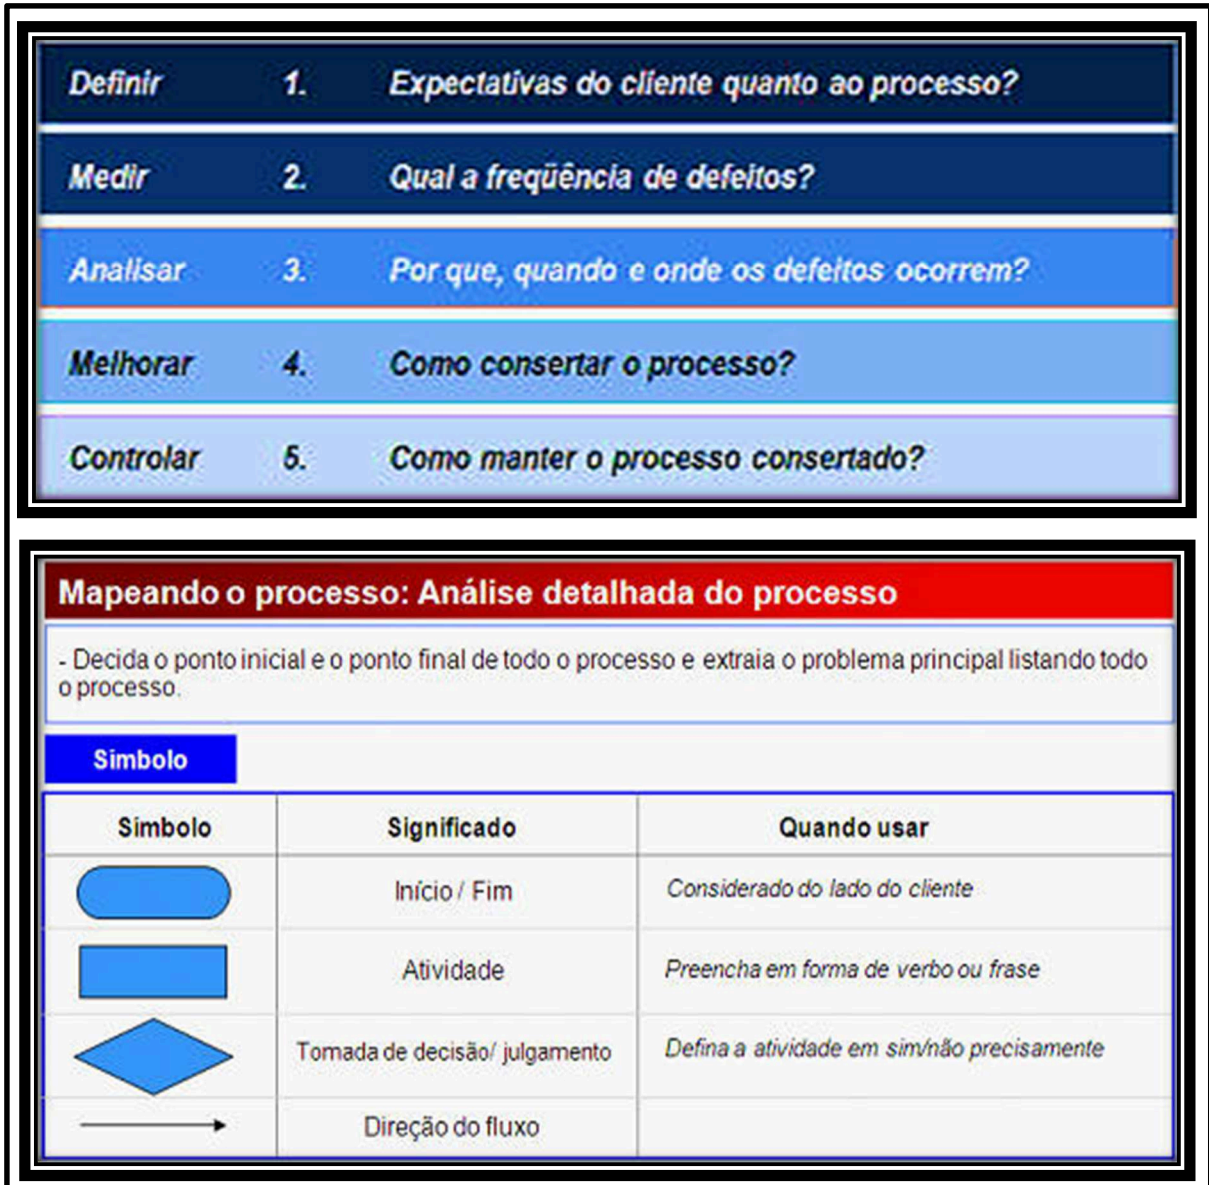 Definir 1. Expectativas do cliente quanto ao processo?
Medir 2. Qual a freqüência de defeitos?
Analisar 3. Por que, quando e onde os defeitos ocorrem?
Melhorar 4. Como consertar o processo?
Controlar 5. Como manter o processo consertado?
Mapeando o processo: Análise detalhada do processo
- Decida o ponto inicial e o ponto final de todo o processo e extraia o problema principal listando todo
o processo.
Simbolo
Simbolo Significado Quando usar
Início / Fim Considerado do lado do cliente
Atividade Preencha em forma de verbo ou frase
Tomada de decisão/ julgamento Defina a atividade em sim/não precisamente
Direção do fluxo